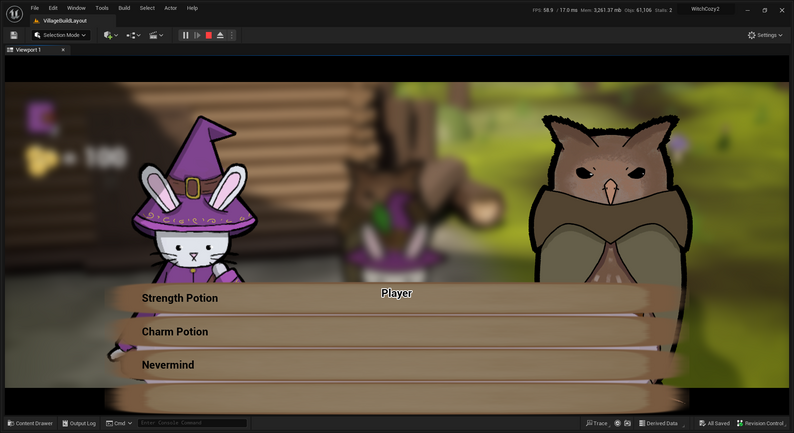 File Edit Window Tools Build Select Actor Help
FPS: 58.9 / 17.0 ms Mem: 3,261.37 mb Objs: 61,106 Stalls: 2
WitchCozy2
VillageBuildLayout
Selection Mode
Settings
Viewport 1
= 100
Player
Strength Potion
Charm Potion
Nevermind
Content Drawer
Output Log
Cmd
Enter Console Command
Trace
Derived Data
All Saved
Revision Control